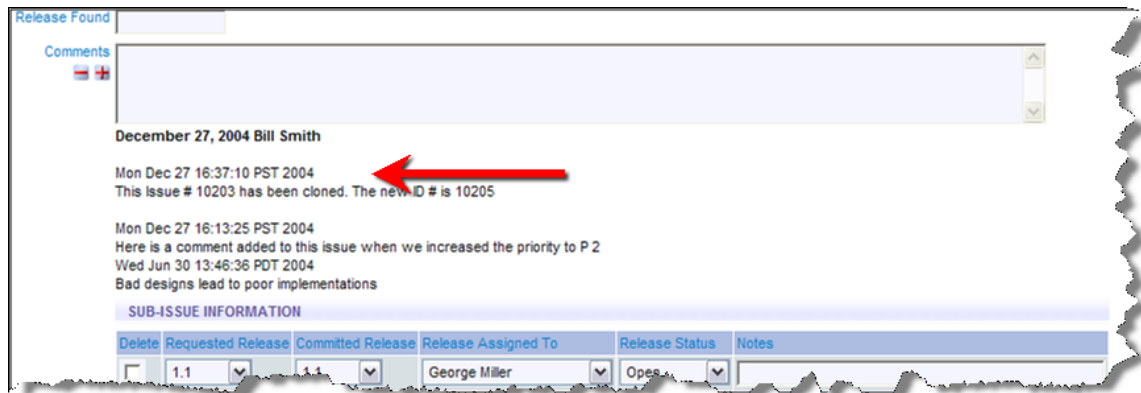 Release Found
Comments
December 27, 2004 Bill Smith
Mon Dec 27 16:37:10 PST 2004
This Issue # 10203 has been cloned. The new ID # is 10205
Mon Dec 27 16:13:25 PST 2004
Here is a comment added to this issue when we increased the priority to P 2
Wed Jun 30 13:46:36 PDT 2004
Bad designs lead to poor implementations
SUB-ISSUE INFORMATION
Delete Requested Release Committed Release Release Assigned To Release Status Notes
1.1 1.1 George Miller Open